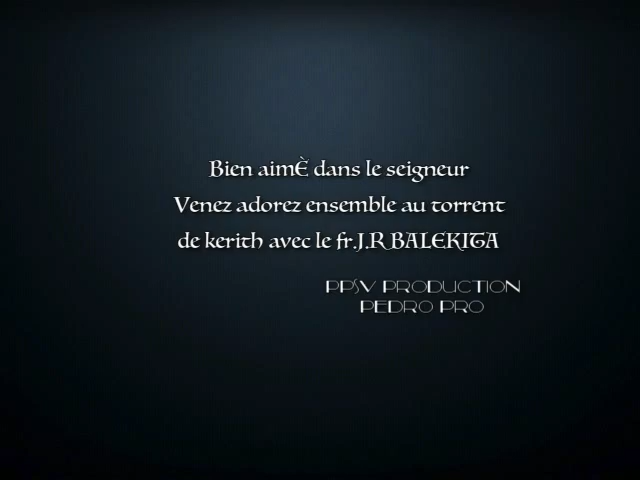 Bien aimÈ dans le seigneur
Venez adorez ensemble au torrent
de kerith avec le fr.J.R BALEKITA
PPSV PRODUCTION
PEDRO PRO